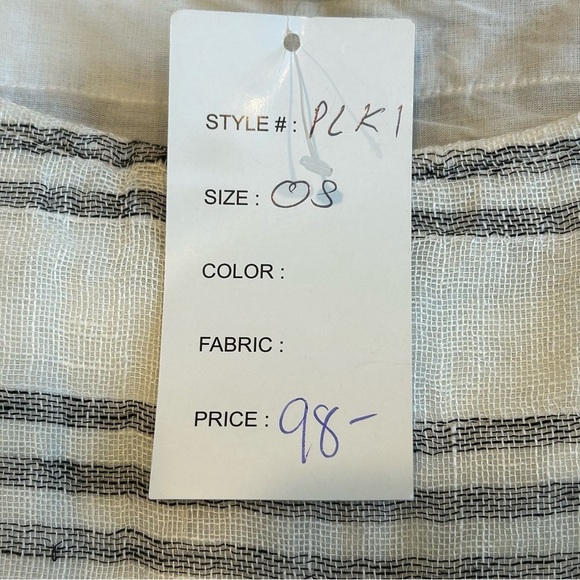 STYLE # : PLK1
SIZE : OS
COLOR :
FABRIC :
PRICE : 98-